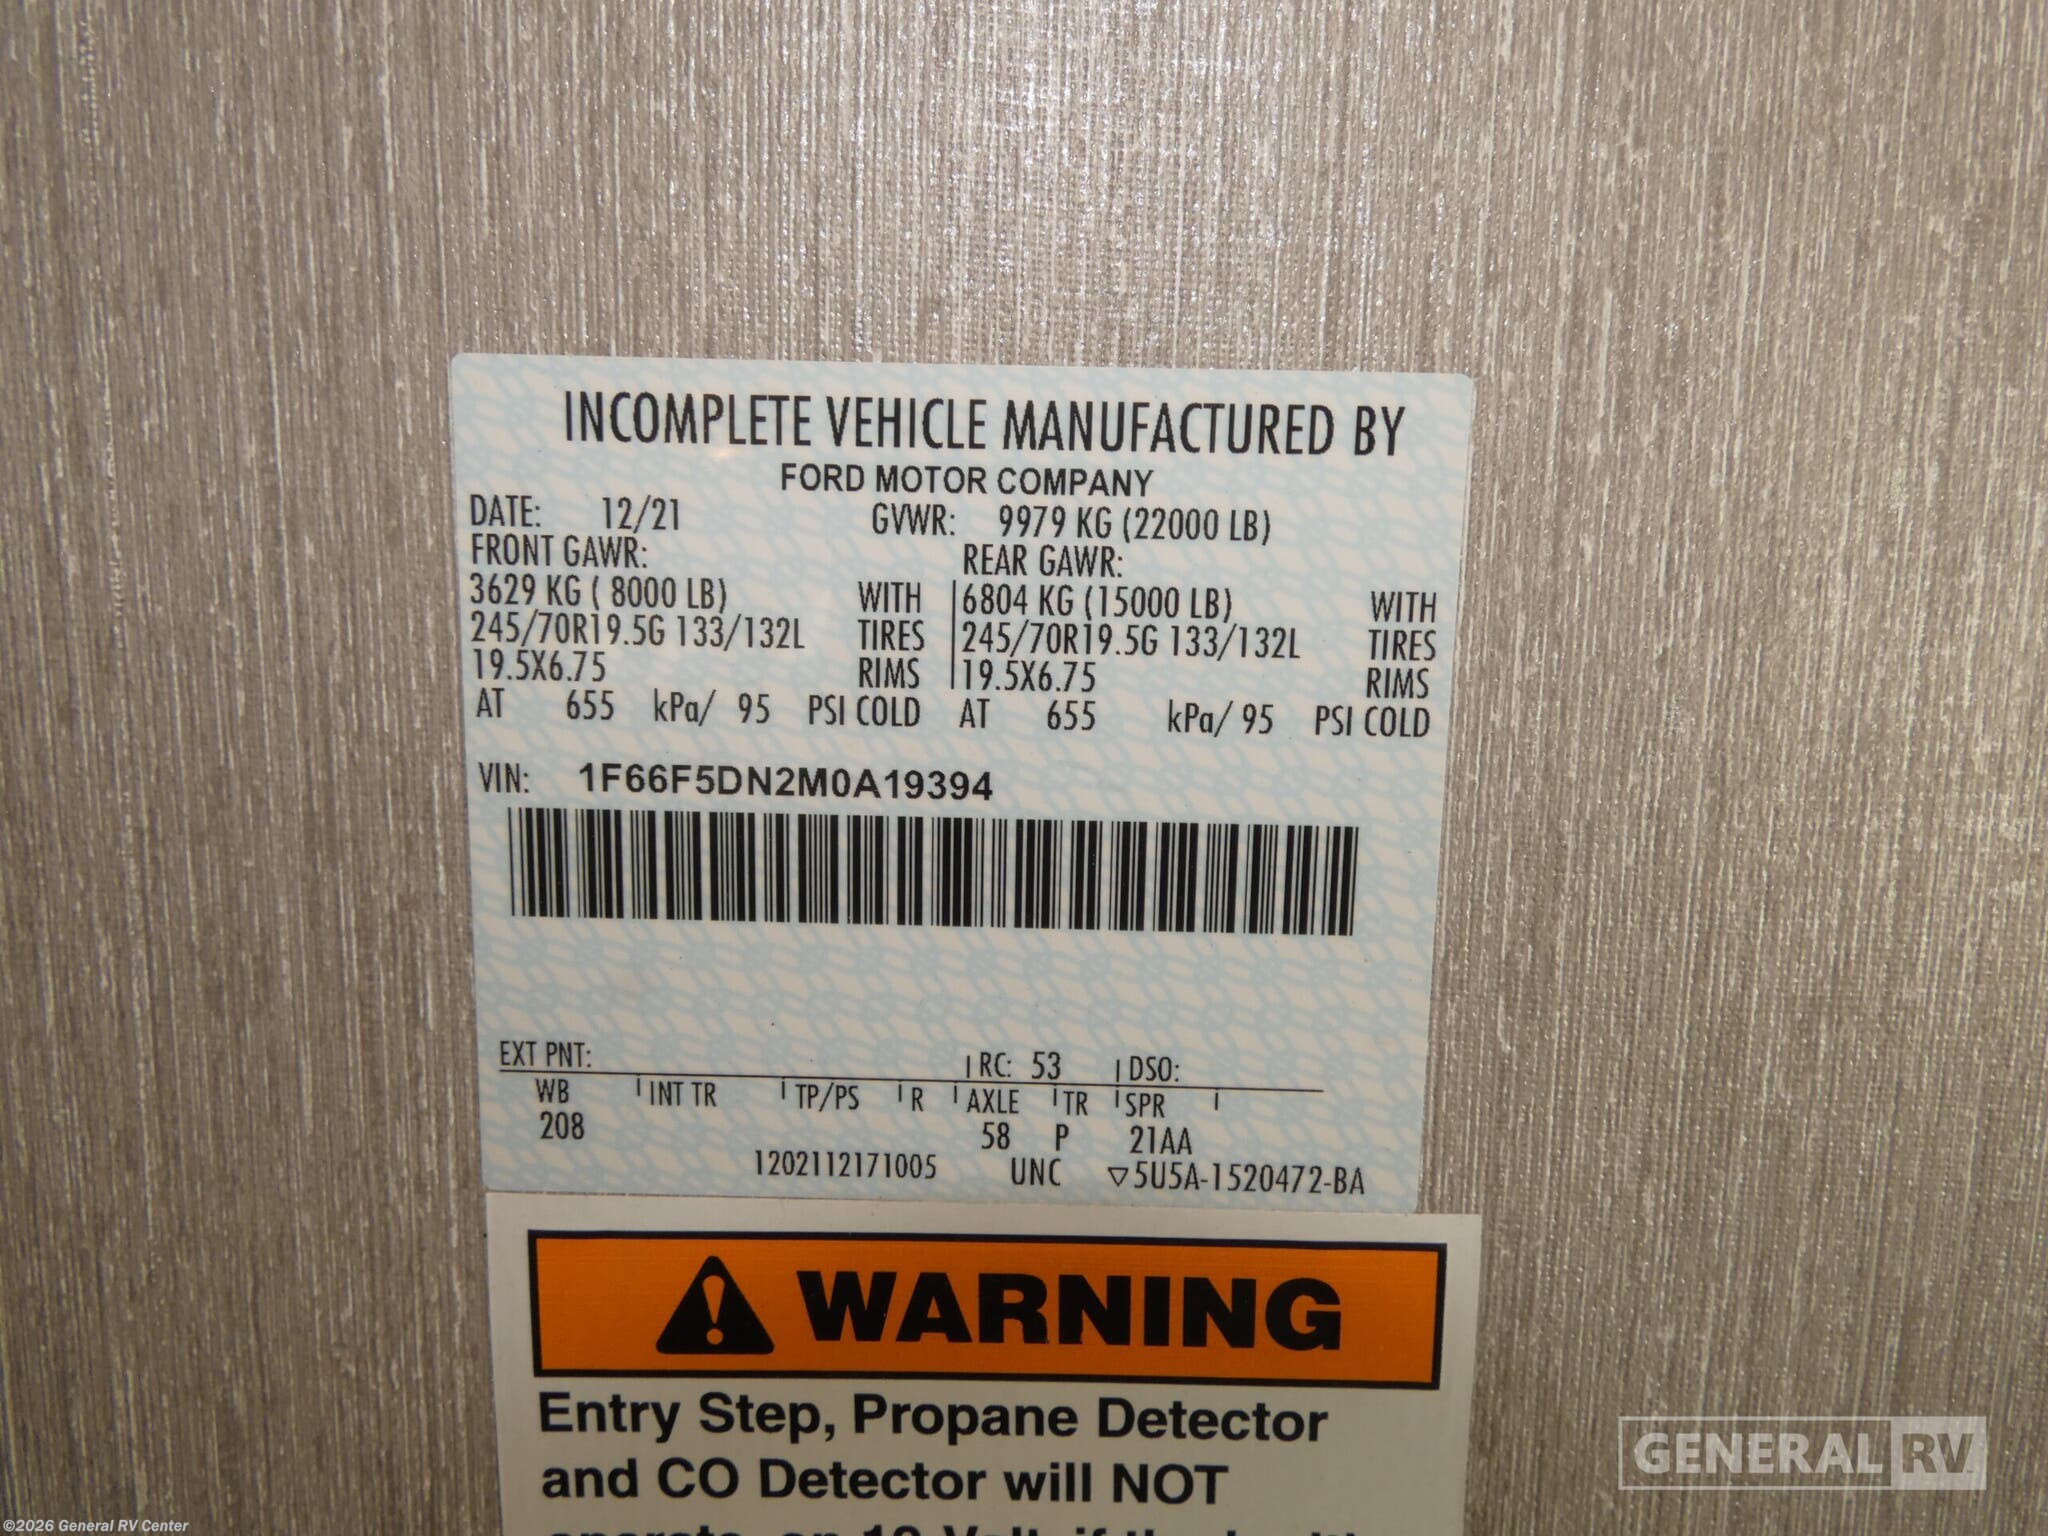 INCOMPLETE VEHICLE MANUFACTURED BY
FORD MOTOR COMPANY
DATE: 12/21 GVWR: 9979 KG (22000 LB)
FRONT GAWR: REAR GAWR:
3629 KG ( 8000 LB) WITH 6804 KG (15000 LB) WITH
245/70R19.5G 133/132L TIRES 245/70R19.5G 133/132L TIRES
19.5X6.75 RIMS 19.5X6.75 RIMS
AT 655 kPa/ 95 PSI COLD AT 655 kPa/ 95 PSI COLD
VIN: 1F66F5DN2M0A19394
EXT PNT: RC: 53 DSO:
WB INT TR TP/PS R AXLE TR SPR
208 58 P 21AA
1202112171005 UNC ▽5U5A-1520472-BA
WARNING
Entry Step, Propane Detector
and CO Detector will NOT
GENERAL RV
©2026 General RV Center